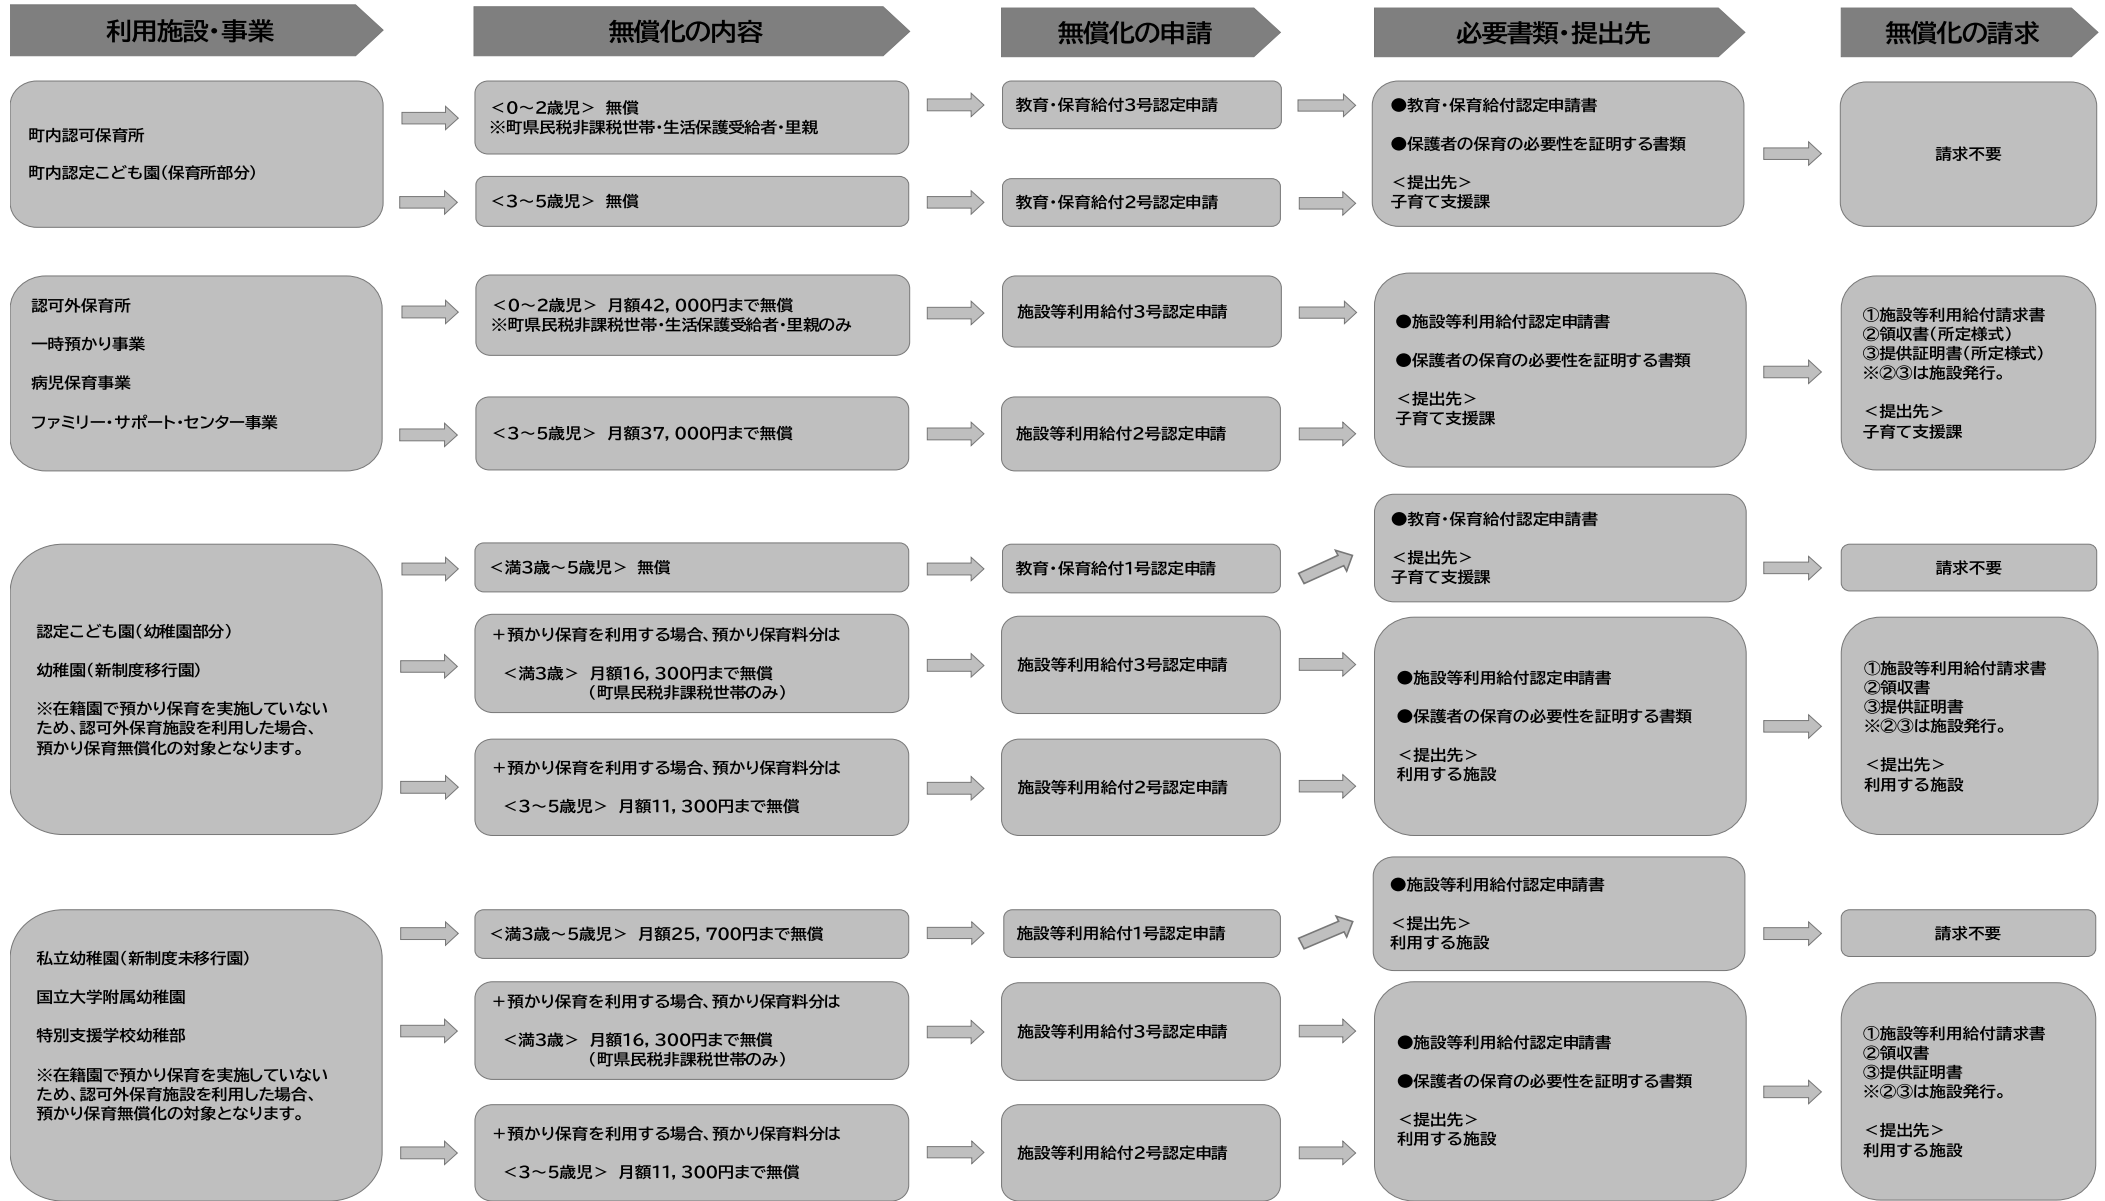 利用施設・事業
無償化の内容
無償化の申請
必要書類・提出先
無償化の請求
町内認可保育所
町内認定こども園(保育所部分)
<0~2歳児> 無償
※町県民税非課税世帯・生活保護受給者・里親
教育・保育給付3号認定申請
<3~5歳児> 無償
教育・保育給付2号認定申請
●教育・保育給付認定申請書
●保護者の保育の必要性を証明する書類
<提出先>
子育て支援課
請求不要
認可外保育所
一時預かり事業
病児保育事業
ファミリー・サポート・センター事業
<0~2歳児> 月額42,000円まで無償
※町県民税非課税世帯・生活保護受給者・里親のみ
施設等利用給付3号認定申請
<3~5歳児> 月額37,000円まで無償
施設等利用給付2号認定申請
●施設等利用給付認定申請書
●保護者の保育の必要性を証明する書類
<提出先>
子育て支援課
①施設等利用給付請求書
②領収書(所定様式)
③提供証明書(所定様式)
※②③は施設発行。
<提出先>
子育て支援課
認定こども園(幼稚園部分)
幼稚園(新制度移行園)
※在籍園で預かり保育を実施していない
ため、認可外保育施設を利用した場合、
預かり保育無償化の対象となります。
<満3歳~5歳児> 無償
教育・保育給付1号認定申請
●教育・保育給付認定申請書
<提出先>
子育て支援課
請求不要
+預かり保育を利用する場合、預かり保育料分は
<満3歳> 月額16,300円まで無償
(町県民税非課税世帯のみ)
施設等利用給付3号認定申請
+預かり保育を利用する場合、預かり保育料分は
<3~5歳児> 月額11,300円まで無償
施設等利用給付2号認定申請
●施設等利用給付認定申請書
●保護者の保育の必要性を証明する書類
<提出先>
利用する施設
①施設等利用給付請求書
②領収書
③提供証明書
※②③は施設発行。
<提出先>
利用する施設
私立幼稚園(新制度未移行園)
国立大学附属幼稚園
特別支援学校幼稚部
※在籍園で預かり保育を実施していない
ため、認可外保育施設を利用した場合、
預かり保育無償化の対象となります。
<満3歳~5歳児> 月額25,700円まで無償
施設等利用給付1号認定申請
●施設等利用給付認定申請書
<提出先>
利用する施設
請求不要
+預かり保育を利用する場合、預かり保育料分は
<満3歳> 月額16,300円まで無償
(町県民税非課税世帯のみ)
施設等利用給付3号認定申請
+預かり保育を利用する場合、預かり保育料分は
<3~5歳児> 月額11,300円まで無償
施設等利用給付2号認定申請
●施設等利用給付認定申請書
●保護者の保育の必要性を証明する書類
<提出先>
利用する施設
①施設等利用給付請求書
②領収書
③提供証明書
※②③は施設発行。
<提出先>
利用する施設